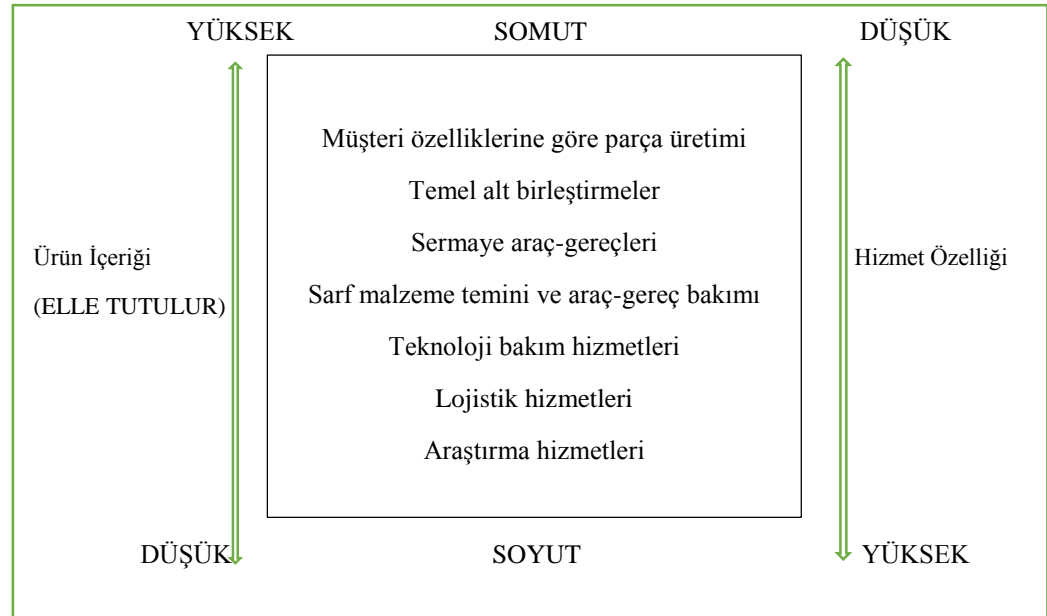 YÜKSEK SOMUT DÜŞÜK
Müşteri özelliklerine göre parça üretimi
Temel alt birleştirmeler
Sermaye araç-gereçleri
Ürün İçeriği Hizmet Özelliği
(ELLE TUTULUR) Sarf malzeme temini ve araç-gereç bakımı
Teknoloji bakım hizmetleri
Lojistik hizmetleri
Araştırma hizmetleri
DÜŞÜK SOYUT YÜKSEK